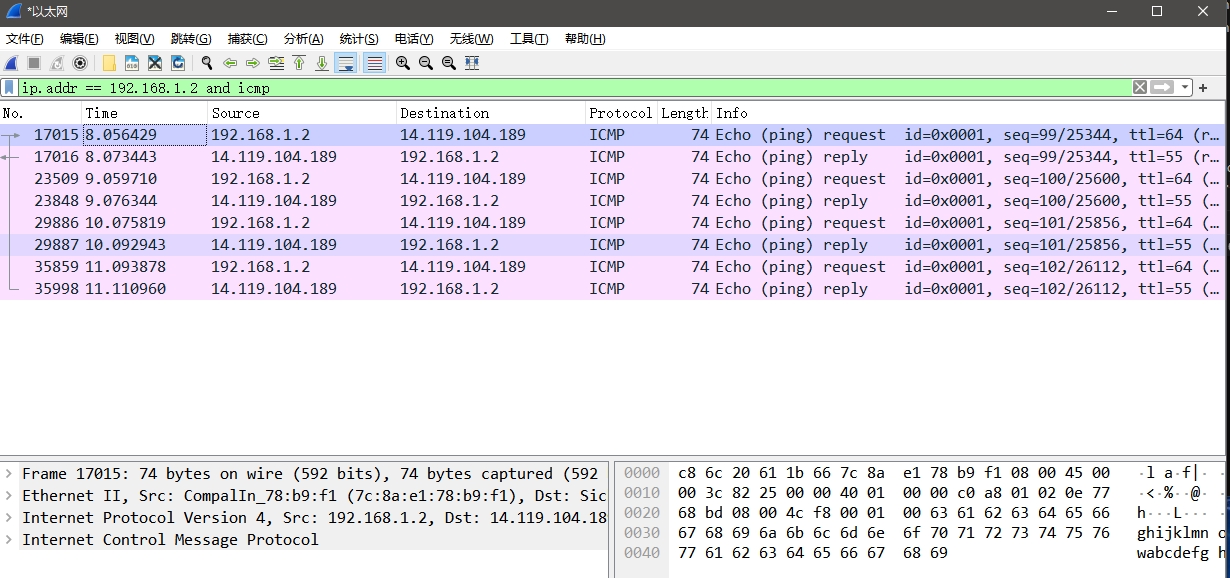 *以太网
文件(F) 编辑(E) 视图(V) 跳转(G) 捕获(C) 分析(A) 统计(S) 电话(Y) 无线(W) 工具(T) 帮助(H)
ip.addr == 192.168.1.2 and icmp
No. Time Source Destination Protocol Length Info
17015 8.056429 192.168.1.2 14.119.104.189 ICMP 74 Echo (ping) request id=0x0001, seq=99/25344, ttl=64 (r…
17016 8.073443 14.119.104.189 192.168.1.2 ICMP 74 Echo (ping) reply id=0x0001, seq=99/25344, ttl=55 (r…
23509 9.059710 192.168.1.2 14.119.104.189 ICMP 74 Echo (ping) request id=0x0001, seq=100/25600, ttl=64 (…
23848 9.076344 14.119.104.189 192.168.1.2 ICMP 74 Echo (ping) reply id=0x0001, seq=100/25600, ttl=55 (…
29886 10.075819 192.168.1.2 14.119.104.189 ICMP 74 Echo (ping) request id=0x0001, seq=101/25856, ttl=64 (…
29887 10.092943 14.119.104.189 192.168.1.2 ICMP 74 Echo (ping) reply id=0x0001, seq=101/25856, ttl=55 (…
35859 11.093878 192.168.1.2 14.119.104.189 ICMP 74 Echo (ping) request id=0x0001, seq=102/26112, ttl=64 (…
35998 11.110960 14.119.104.189 192.168.1.2 ICMP 74 Echo (ping) reply id=0x0001, seq=102/26112, ttl=55 (…
Frame 17015: 74 bytes on wire (592 bits), 74 bytes captured (592
Ethernet II, Src: CompalIn_78:b9:f1 (7c:8a:e1:78:b9:f1), Dst: Sic
Internet Protocol Version 4, Src: 192.168.1.2, Dst: 14.119.104.18
Internet Control Message Protocol
0000 c8 6c 20 61 1b 66 7c 8a e1 78 b9 f1 08 00 45 00 ·l a·f|·
0010 00 3c 82 25 00 00 40 01 00 00 c0 a8 01 02 0e 77 ·<·%··@·
0020 68 bd 08 00 4c f8 00 01 00 63 61 62 63 64 65 66 h···L···
0030 67 68 69 6a 6b 6c 6d 6e 6f 70 71 72 73 74 75 76 ghijklmn o
0040 77 61 62 63 64 65 66 67 68 69 wabcdefg h